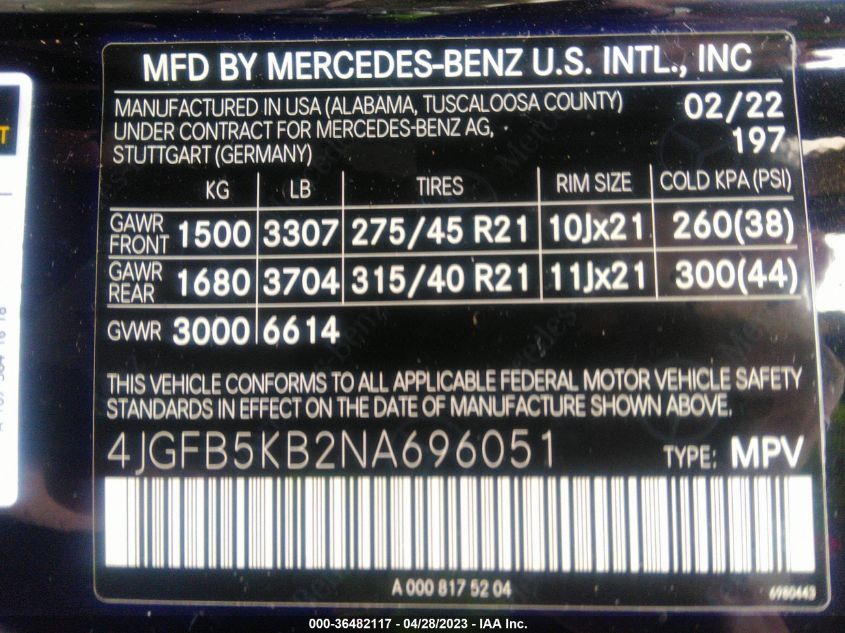 MFD BY MERCEDES-BENZ U.S. INTL., INC
MANUFACTURED IN USA (ALABAMA, TUSCALOOSA COUNTY) 02/22
UNDER CONTRACT FOR MERCEDES-BENZ AG, 197
STUTTGART (GERMANY)
KG LB TIRES RIM SIZE COLD KPA (PSI)
GAWR FRONT 1500 3307 275/45 R21 10Jx21 260(38)
GAWR REAR 1680 3704 315/40 R21 11Jx21 300(44)
GVWR 3000 6614
THIS VEHICLE CONFORMS TO ALL APPLICABLE FEDERAL MOTOR VEHICLE SAFETY
STANDARDS IN EFFECT ON THE DATE OF MANUFACTURE SHOWN ABOVE.
4JGFB5KB2NA696051 TYPE: MPV
A 000 817 52 04 6980443
000-36482117 - 04/28/2023 - IAA Inc.